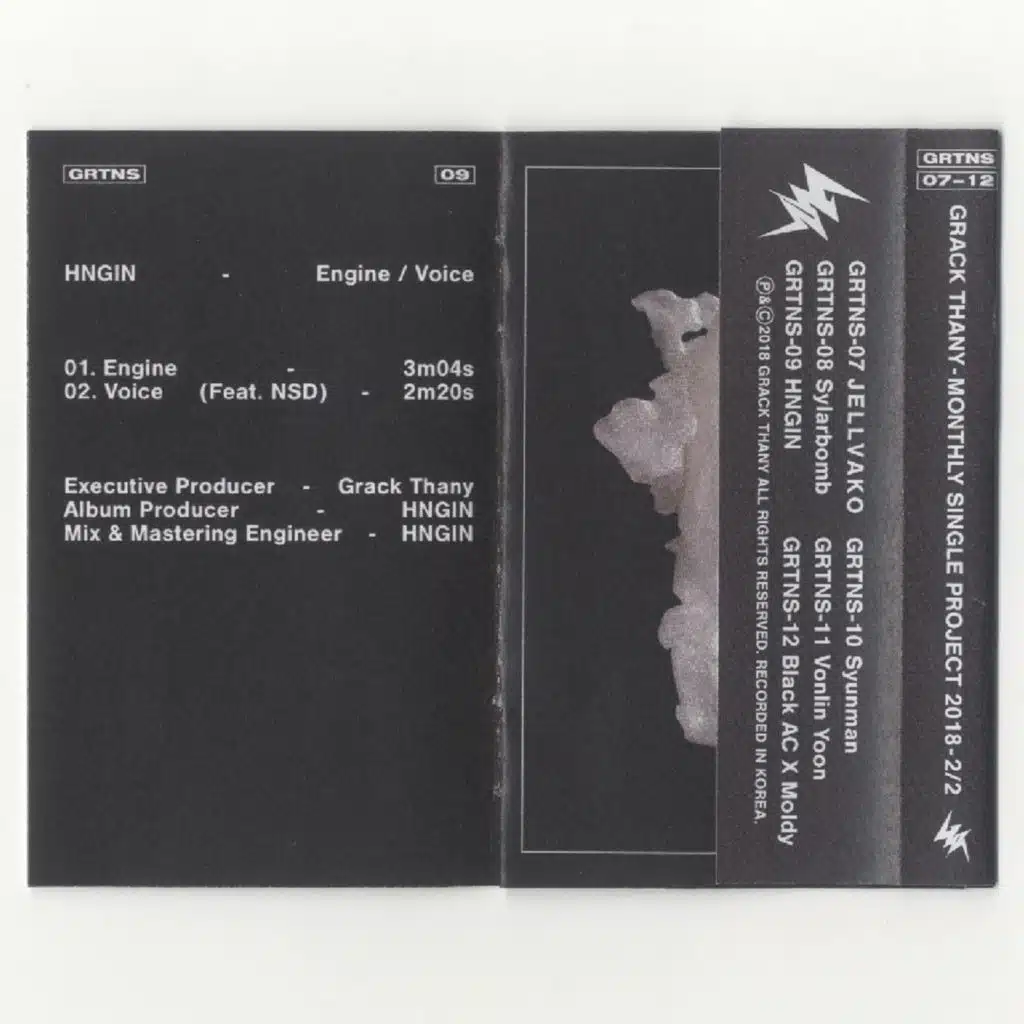 GRTNS 09
HNGIN - Engine / Voice
01. Engine - 3m04s
02. Voice (Feat. NSD) - 2m20s
Executive Producer - Grack Thany
Album Producer - HNGIN
Mix & Mastering Engineer - HNGIN
GRTNS
07-12
GRACK THANY - MONTHLY SINGLE PROJECT 2018 - 2/2
GRTNS-07 JELLVAKO GRTNS-10 Syunman
GRTNS-08 Sylarbomb GRTNS-11 Vonlin Yoon
GRTNS-09 HNGIN GRTNS-12 Black AC X Moldy
Ⓟ&©2018 GRACK THANY ALL RIGHTS RESERVED. RECORDED IN KOREA.